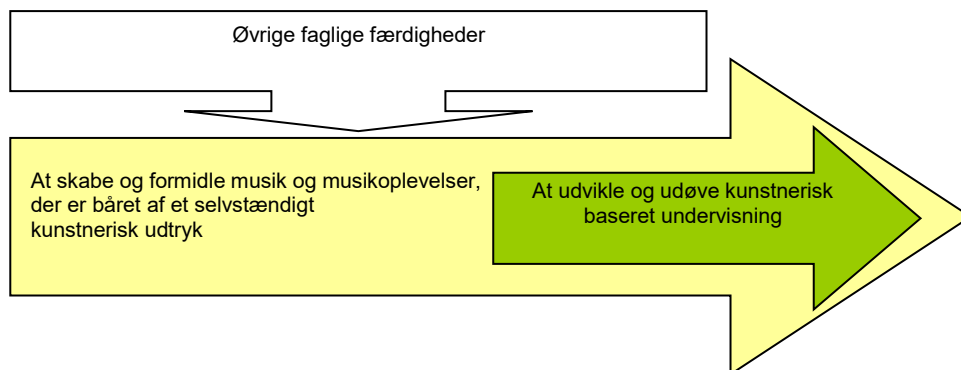 Øvrige faglige færdigheder
At skabe og formidle musik og musikoplevelser,
der er båret af et selvstændigt
kunstnerisk udtryk
At udvikle og udøve kunstnerisk
baseret undervisning